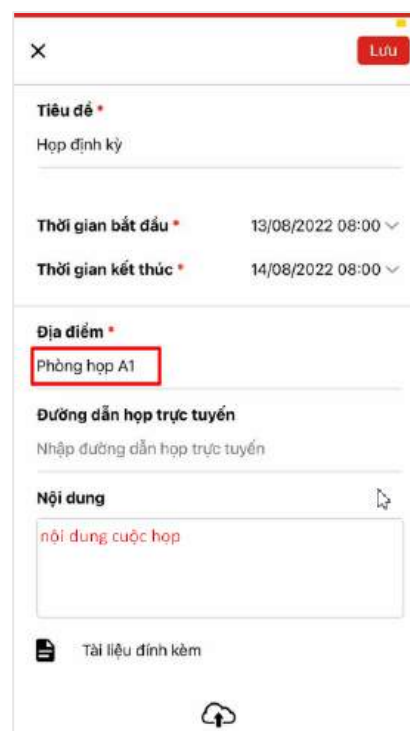 Lưu
Tiêu đề *
Họp định kỳ
Thời gian bắt đầu * 13/08/2022 08:00
Thời gian kết thúc * 14/08/2022 08:00
Địa điểm *
Phòng họp A1
Đường dẫn họp trực tuyến
Nhập đường dẫn họp trực tuyến
Nội dung
nội dung cuộc họp
Tài liệu đính kèm